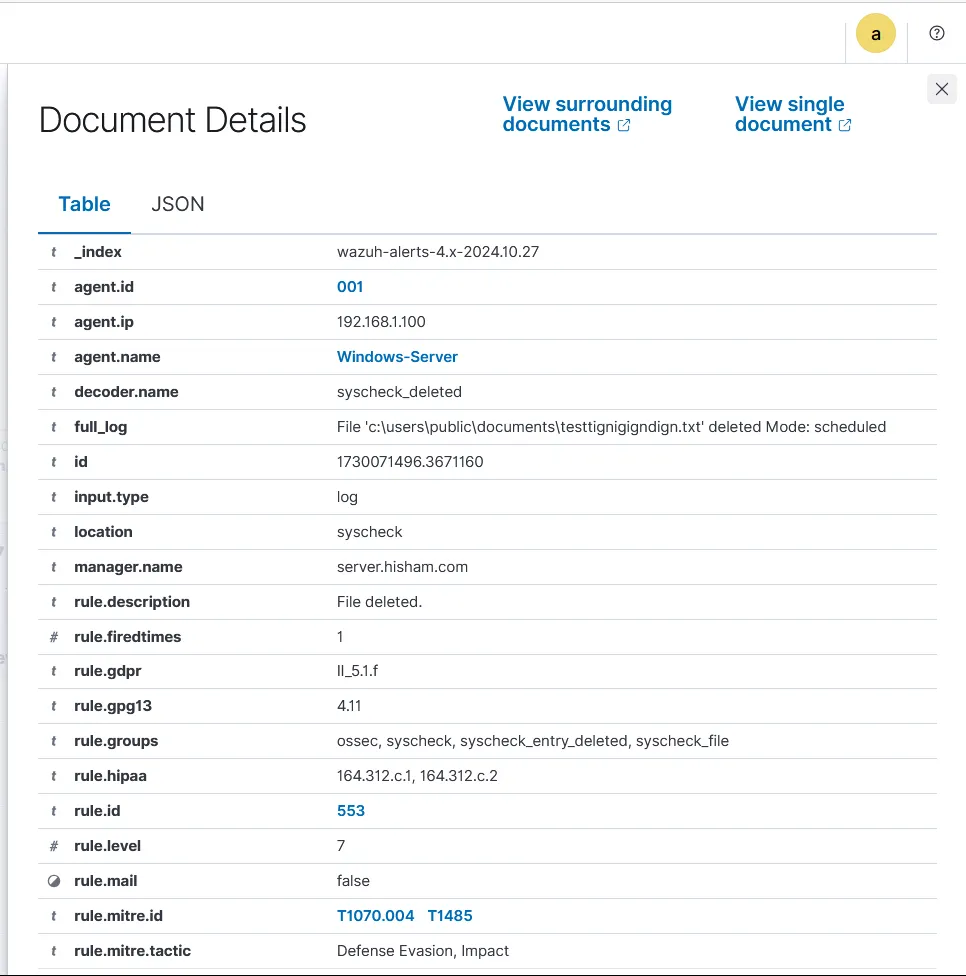 a
Document Details
View surrounding
documents
View single
document
Table JSON
t _index wazuh-alerts-4.x-2024.10.27
t agent.id 001
t agent.ip 192.168.1.100
t agent.name Windows-Server
t decoder.name syscheck_deleted
t full_log File 'c:\users\public\documents\testtignigigndign.txt' deleted Mode: scheduled
t id 1730071496.3671160
t input.type log
t location syscheck
t manager.name server.hisham.com
t rule.description File deleted.
# rule.firedtimes 1
t rule.gdpr II_5.1.f
t rule.gpg13 4.11
t rule.groups ossec, syscheck, syscheck_entry_deleted, syscheck_file
t rule.hipaa 164.312.c.1, 164.312.c.2
t rule.id 553
# rule.level 7
rule.mail false
t rule.mitre.id T1070.004 T1485
t rule.mitre.tactic Defense Evasion, Impact